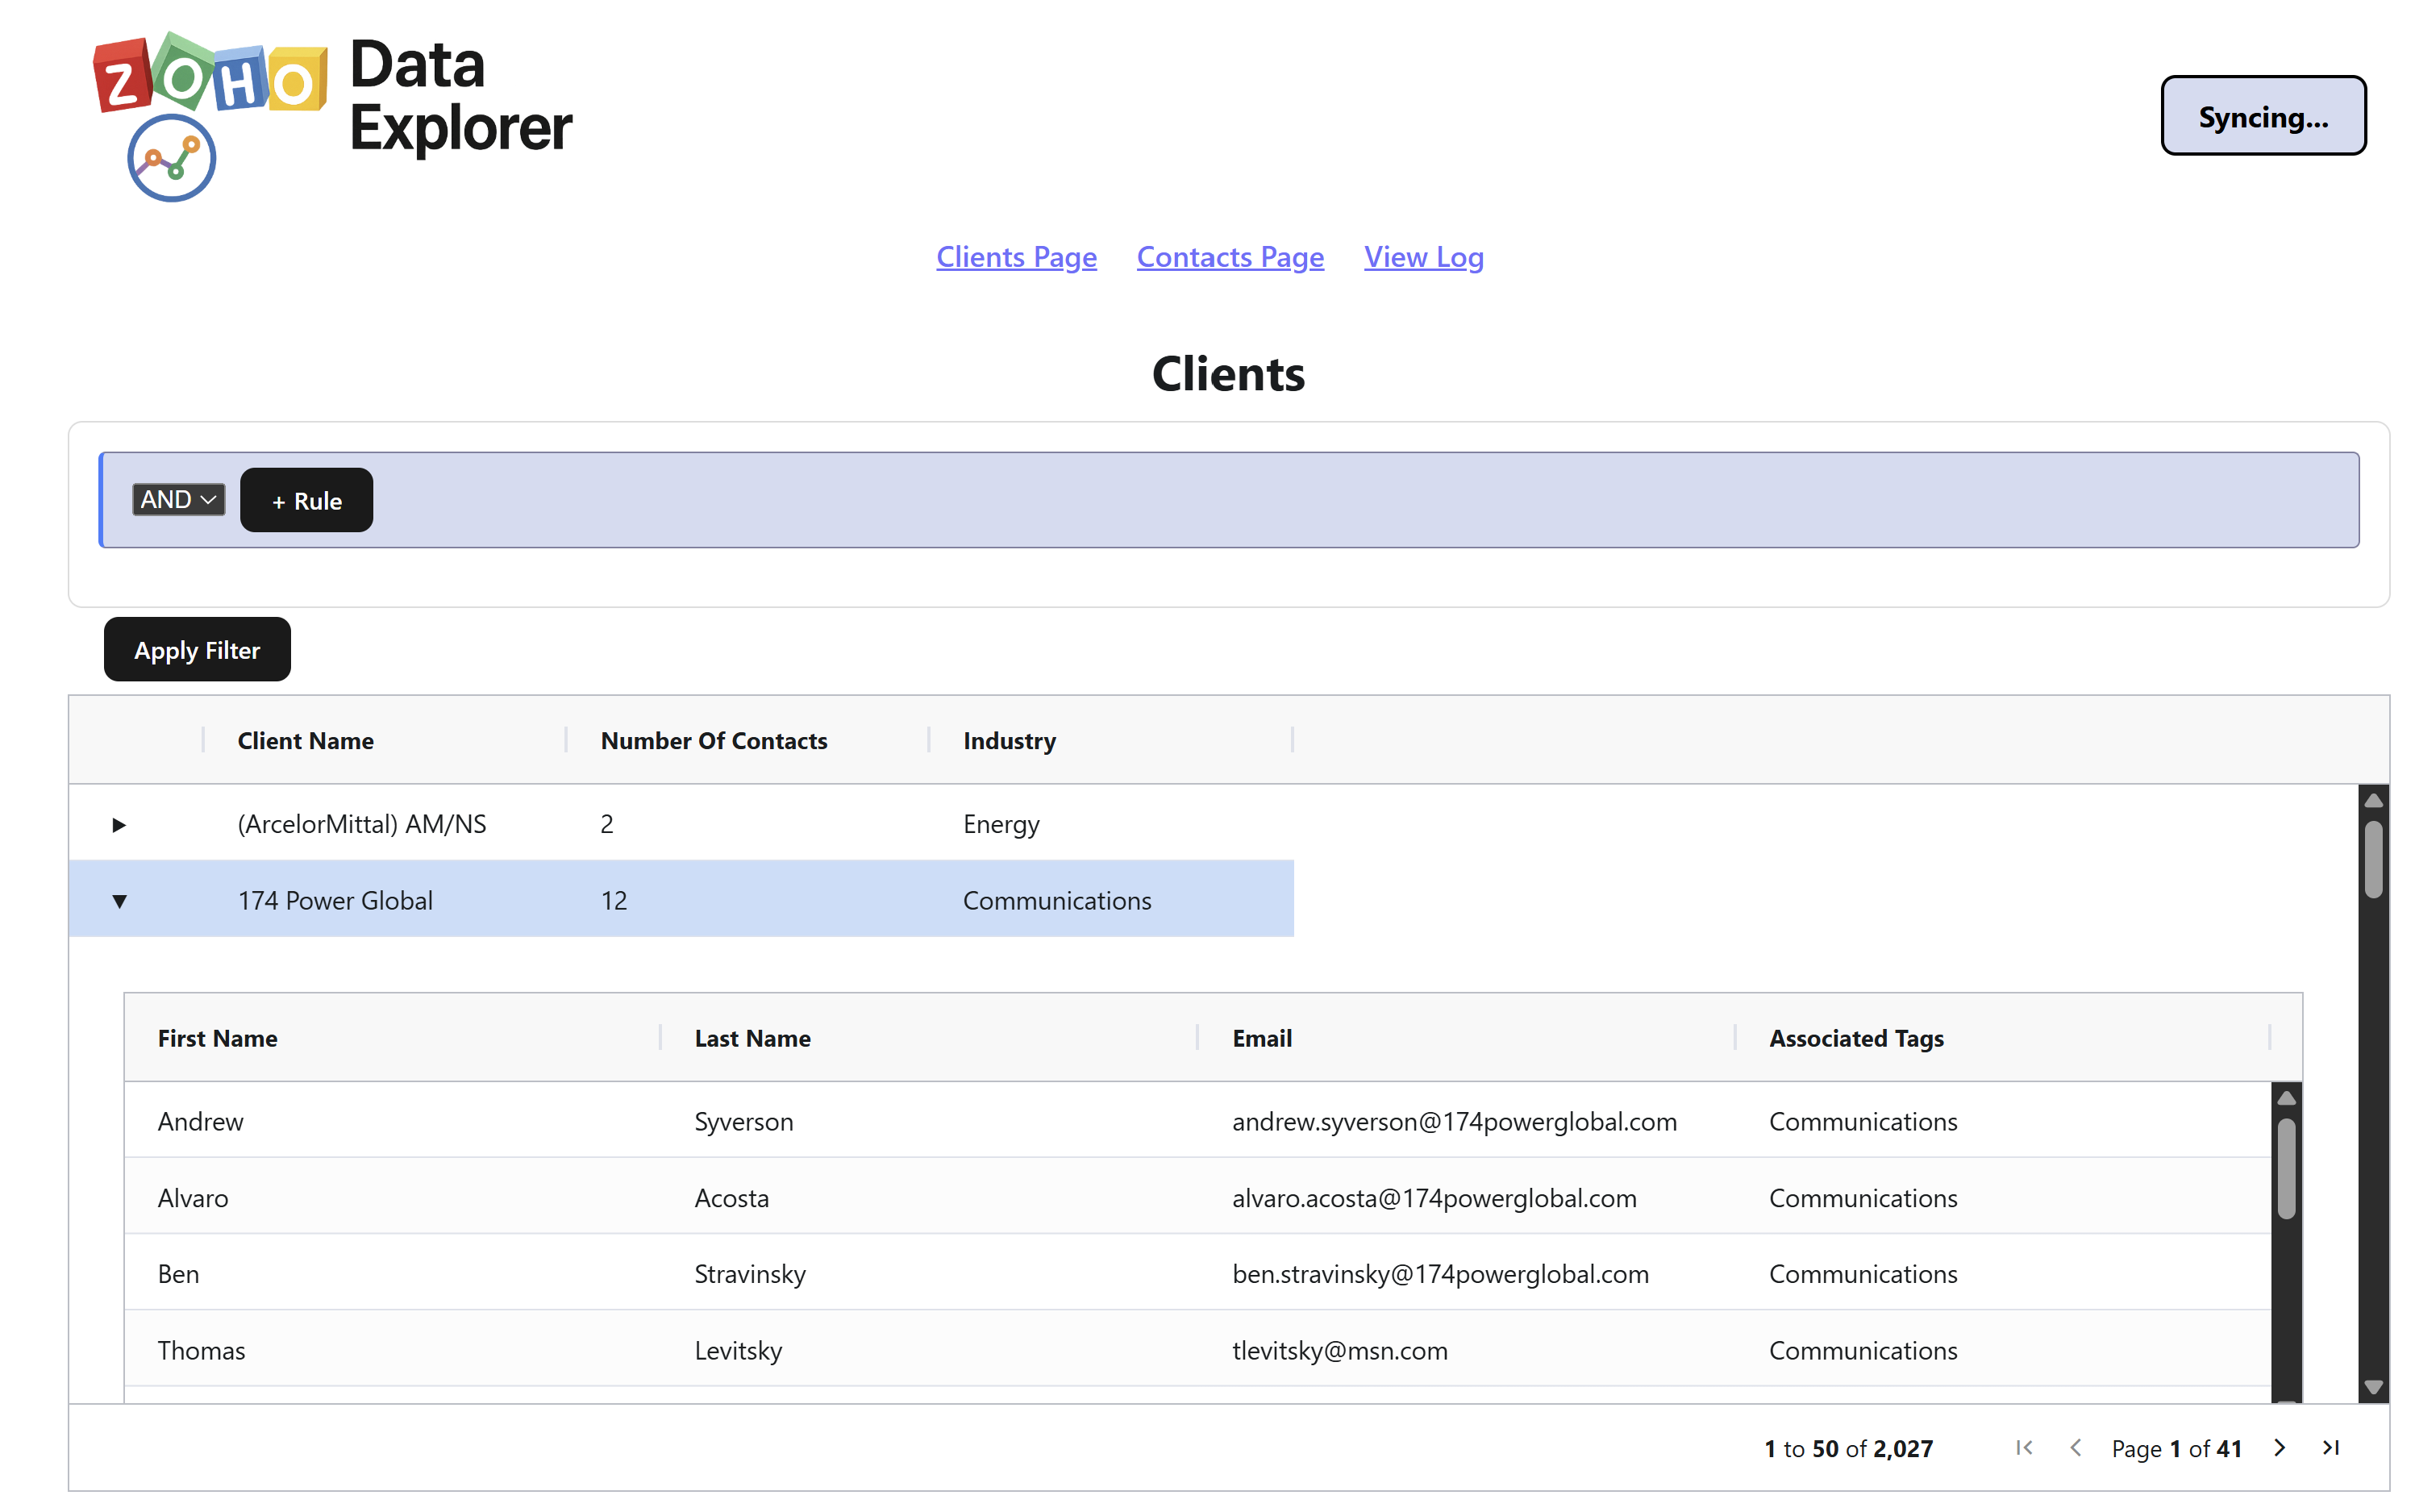 ZOHO Data
Explorer
Syncing...
Clients Page Contacts Page View Log
Clients
AND + Rule
Apply Filter
Client Name Number Of Contacts Industry
(ArcelorMittal) AM/NS 2 Energy
174 Power Global 12 Communications
First Name Last Name Email Associated Tags
Andrew Syverson andrew.syverson@174powerglobal.com Communications
Alvaro Acosta alvaro.acosta@174powerglobal.com Communications
Ben Stravinsky ben.stravinsky@174powerglobal.com Communications
Thomas Levitsky tlevitsky@msn.com Communications
1 to 50 of 2,027 Page 1 of 41